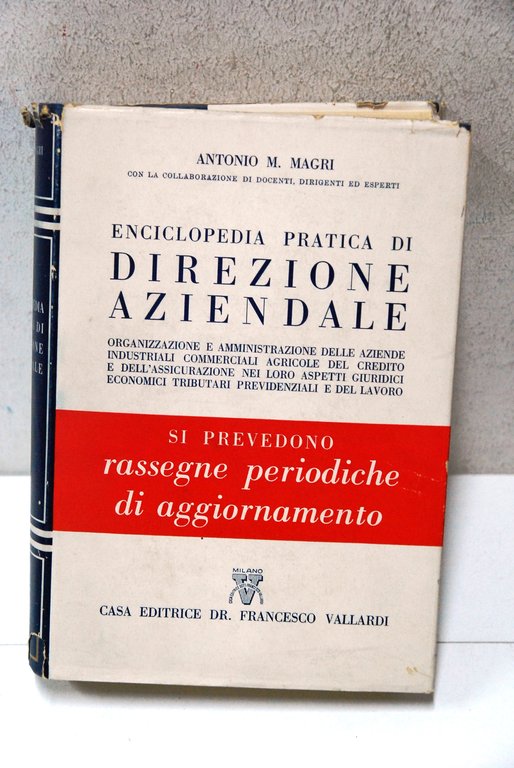 ANTONIO M. MAGRI
CON LA COLLABORAZIONE DI DOCENTI, DIRIGENTI ED ESPERTI
ENCICLOPEDIA PRATICA DI
DIREZIONE
AZIENDALE
ORGANIZZAZIONE E AMMINISTRAZIONE DELLE AZIENDE
INDUSTRIALI COMMERCIALI AGRICOLE DEL CREDITO
E DELL'ASSICURAZIONE NEI LORO ASPETTI GIURIDICI
ECONOMICI TRIBUTARI PREVIDENZIALI E DEL LAVORO
SI PREVEDONO
rassegne periodiche
di aggiornamento
MILANO
V
CASA EDITRICE DR. FRANCESCO VALLARDI